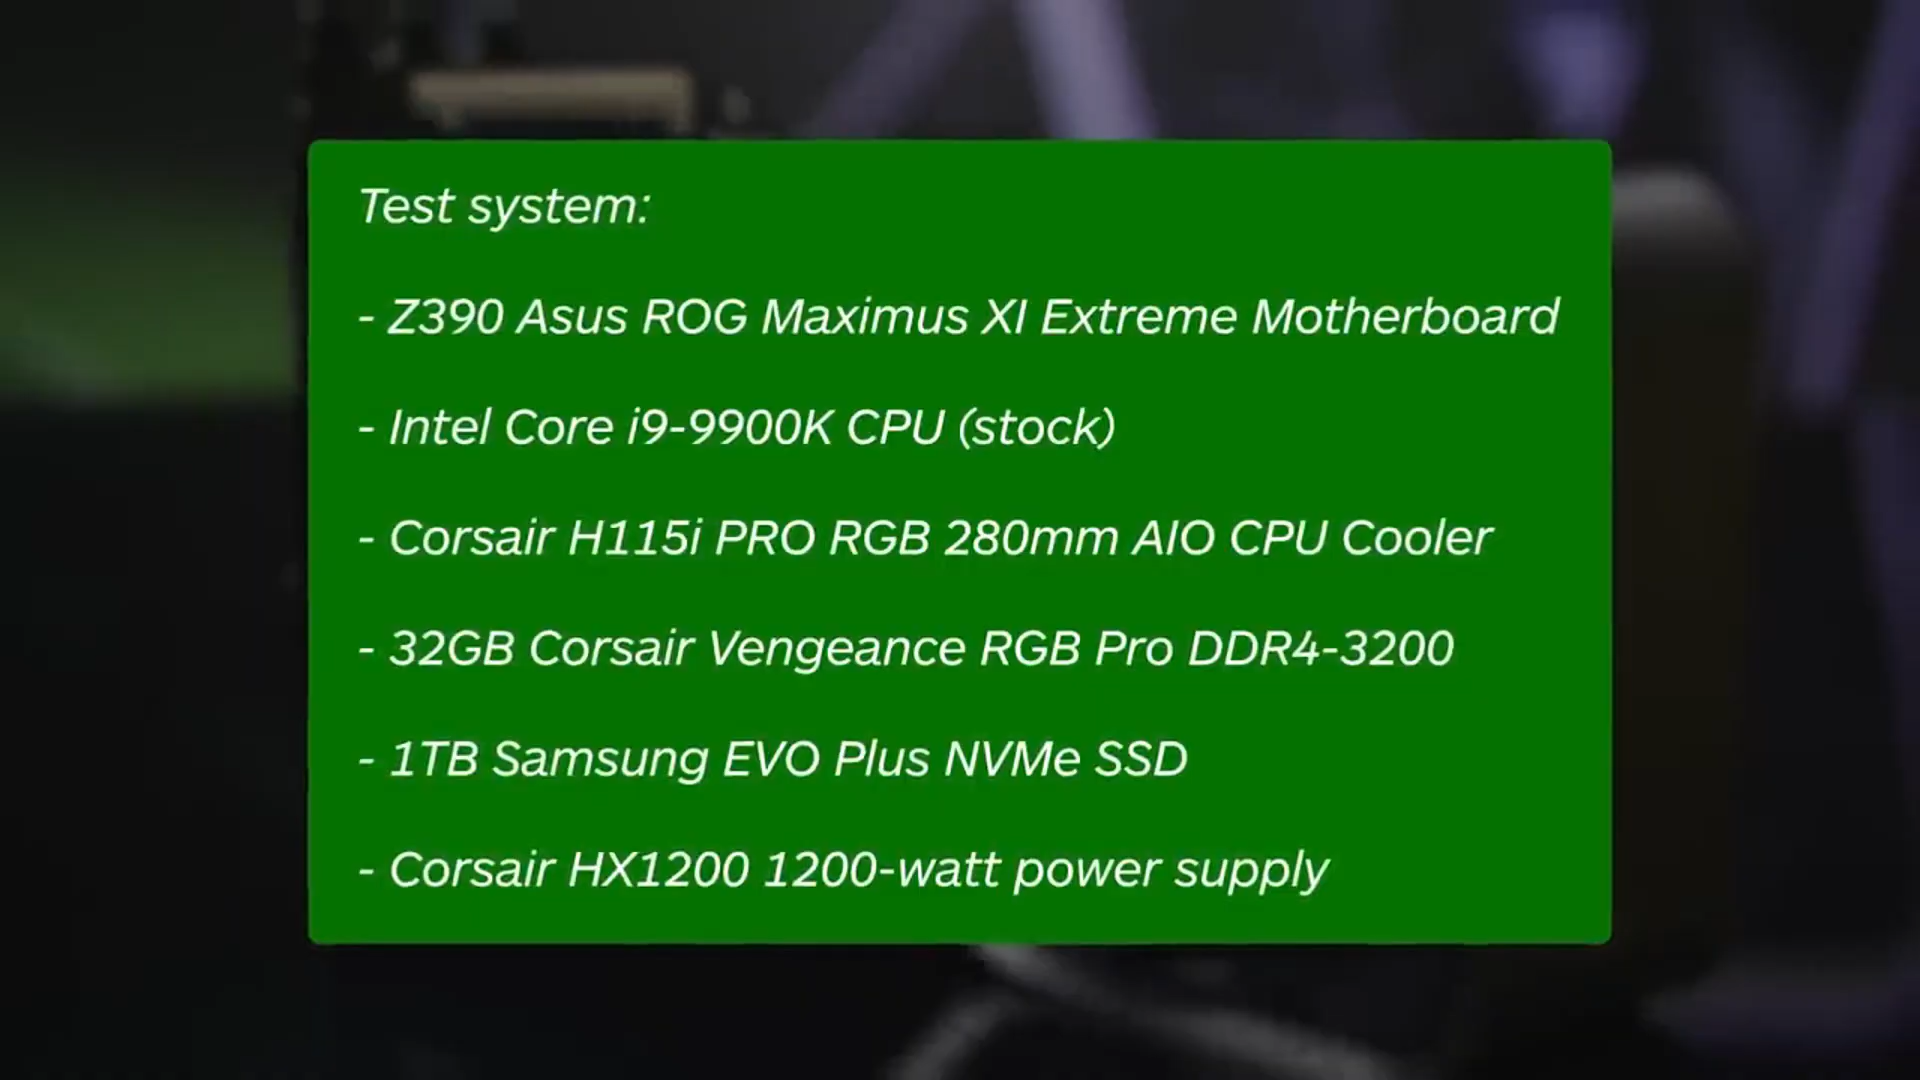 Test system:
- Z390 Asus ROG Maximus XI Extreme Motherboard
- Intel Core i9-9900K CPU (stock)
- Corsair H115i PRO RGB 280mm AIO CPU Cooler
- 32GB Corsair Vengeance RGB Pro DDR4-3200
- 1TB Samsung EVO Plus NVMe SSD
- Corsair HX1200 1200-watt power supply